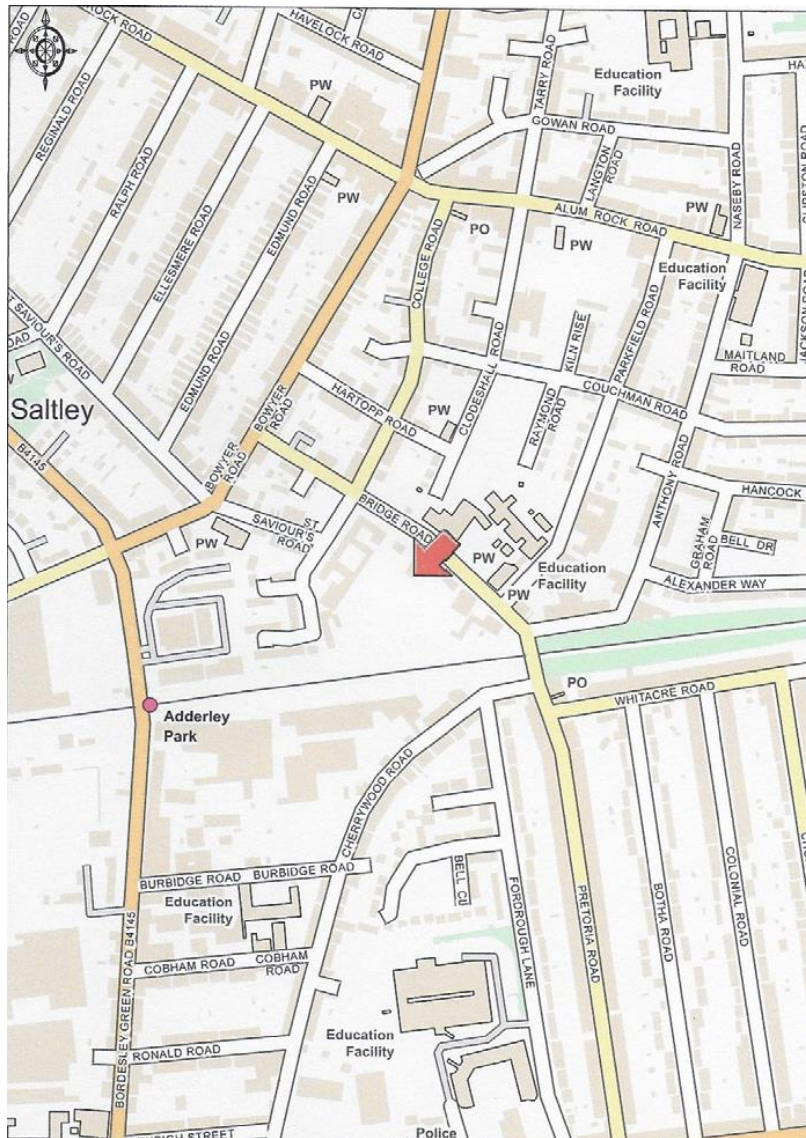 ROCK ROAD
HAVELOCK ROAD
TARRY ROAD
Education
Facility
PW
GOWAN ROAD
LANGTON
ROAD
NASEBY ROAD
REGINALD ROAD
RALPH ROAD
ELLESMERE ROAD
EDMUND ROAD
PW
PO
ALUM ROCK ROAD
PW
PW
COLLEGE ROAD
Education
Facility
ST SAVIOUR'S ROAD
ROAD
EDMUND ROAD
KILN RISE
PARKFIELD ROAD
JACKSON ROAD
MAITLAND
ROAD
Saltley
BOWYER
ROAD
HARTOPP ROAD
PW
CLODESHALL ROAD
RAYMOND
ROAD
COUCHMAN ROAD
B4145
BOWYER
ROAD
BRIDGE ROAD
ANTHONY ROAD
HANCOCK
ST.
SAVIOUR'S
ROAD
GRAHAM
ROAD
BELL DR
PW
PW
PW
Education
Facility
ALEXANDER WAY
Adderley
Park
PO
WHITACRE ROAD
CHERRYWOOD ROAD
BURBIDGE ROAD
BURBIDGE ROAD
Education
Facility
BELL CU
FORDROUGH LANE
PRETORIA ROAD
BOTHA ROAD
COLONIAL ROAD
COBHAM ROAD
COBHAM
ROAD
BORDESLEY GREEN ROAD B4145
RONALD ROAD
Education
Facility
STREET
Police